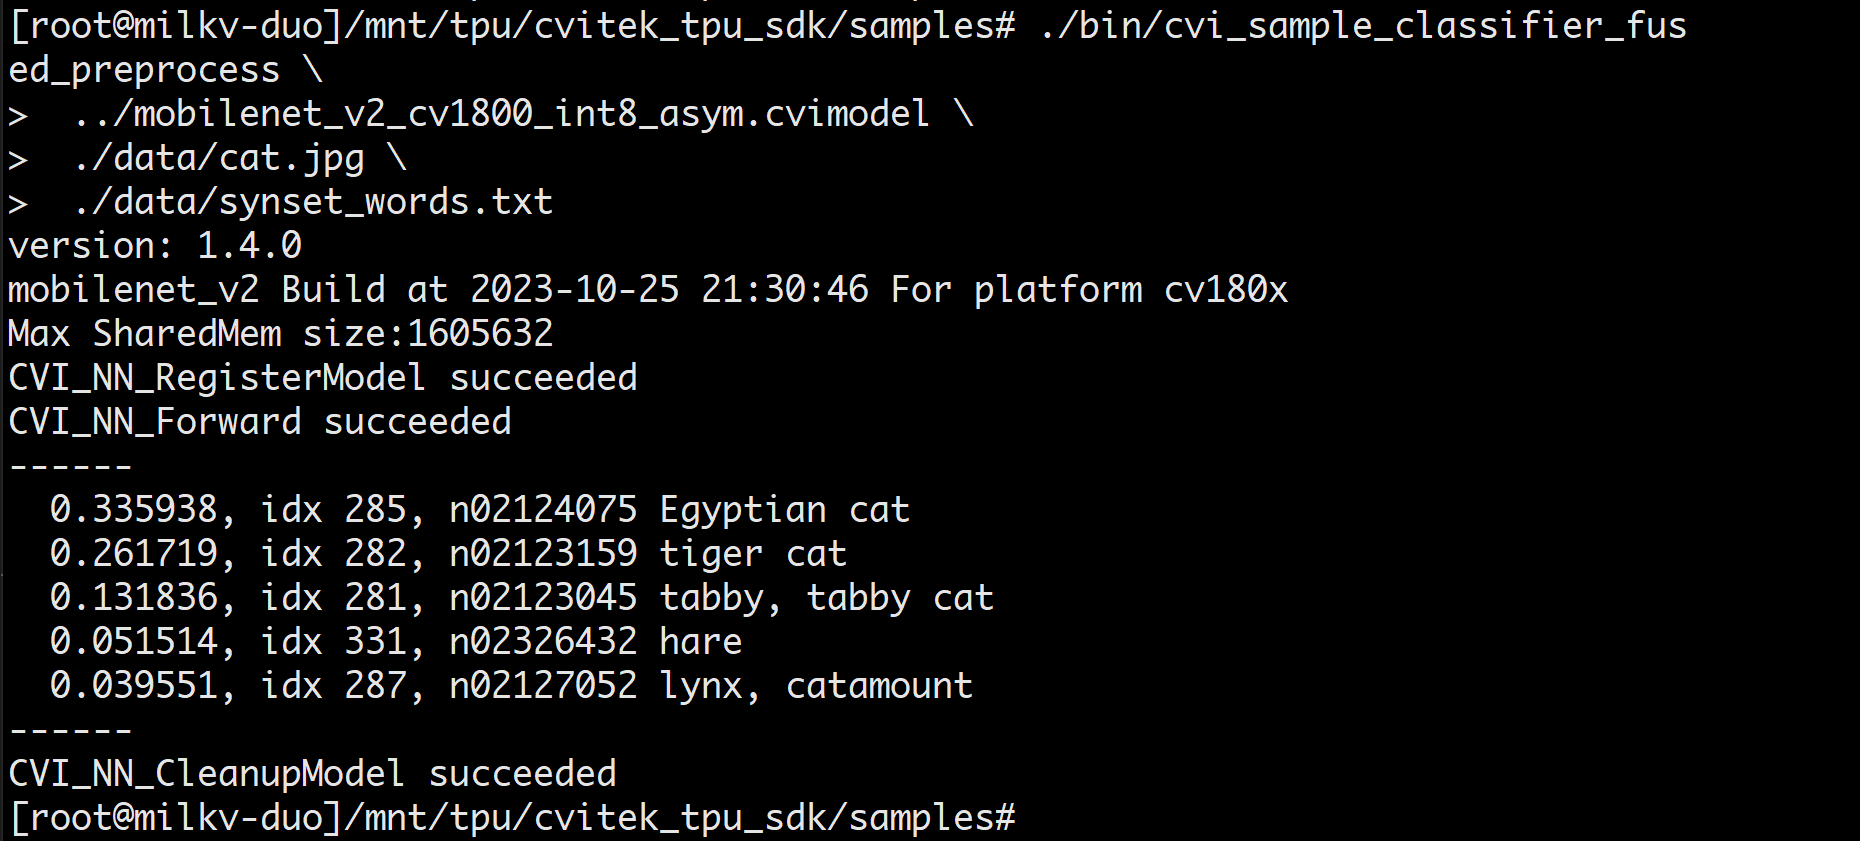 [root@milkv-duo]/mnt/tpu/cvitek_tpu_sdk/samples# ./bin/cvi_sample_classifier_fus
ed_preprocess \
>  ../mobilenet_v2_cv1800_int8_asym.cvimodel \
>  ./data/cat.jpg \
>  ./data/synset_words.txt
version: 1.4.0
mobilenet_v2 Build at 2023-10-25 21:30:46 For platform cv180x
Max SharedMem size:1605632
CVI_NN_RegisterModel succeeded
CVI_NN_Forward succeeded
------
  0.335938, idx 285, n02124075 Egyptian cat
  0.261719, idx 282, n02123159 tiger cat
  0.131836, idx 281, n02123045 tabby, tabby cat
  0.051514, idx 331, n02326432 hare
  0.039551, idx 287, n02127052 lynx, catamount
------
CVI_NN_CleanupModel succeeded
[root@milkv-duo]/mnt/tpu/cvitek_tpu_sdk/samples#